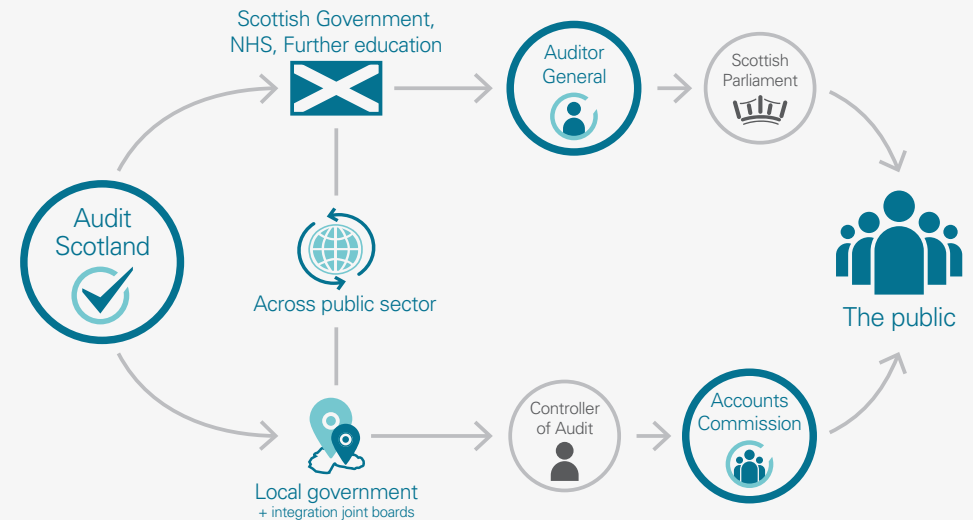 Scottish Government,
NHS, Further education
Auditor
General
Scottish
Parliament
Audit
Scotland
Across public sector
The public
Controller
of Audit
Accounts
Commission
Local government
+ integration joint boards